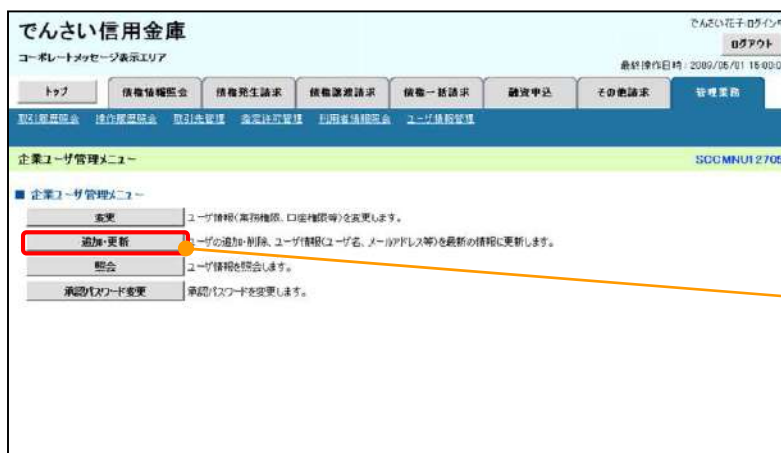 でんさい信用金庫
でんさい花子:ログイン中
コーポレートメッセージ表示エリア
ログアウト
最終操作日時：2009/05/01 15:00:0
トップ 債権情報照会 債権発生請求 債権譲渡請求 債権一括請求 融資申込 その他請求 管理業務
取引履歴照会 操作履歴照会 取引先管理 指定許可管理 利用者情報照会 ユーザ情報管理
企業ユーザ管理メニュー
SCCMNU12705
■ 企業ユーザ管理メニュー
変更 ユーザ情報(業務権限、口座権限等)を変更します。
追加・更新 ユーザの追加・削除、ユーザ情報(ユーザ名、メールアドレス等)を最新の情報に更新します。
照会 ユーザ情報を照会します。
承認パスワード変更 承認パスワードを変更します。